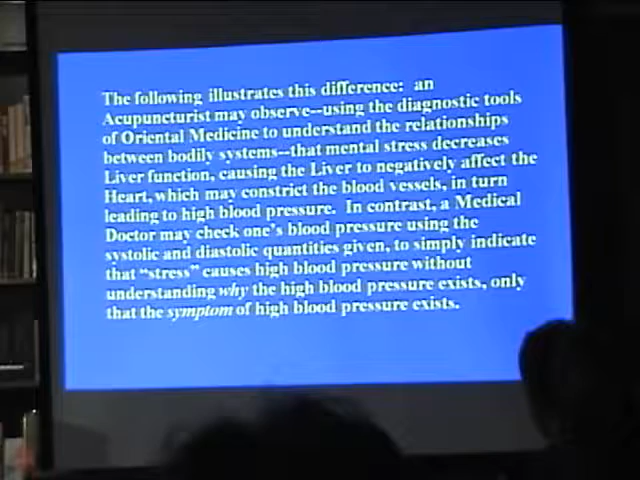 The following illustrates this difference: an
Acupuncturist may observe--using the diagnostic tools
of Oriental Medicine to understand the relationships
between bodily systems--that mental stress decreases
Liver function, causing the Liver to negatively affect the
Heart, which may constrict the blood vessels, in turn
leading to high blood pressure. In contrast, a Medical
Doctor may check one's blood pressure using the
systolic and diastolic quantities given, to simply indicate
that "stress" causes high blood pressure without
understanding why the high blood pressure exists, only
that the symptom of high blood pressure exists.